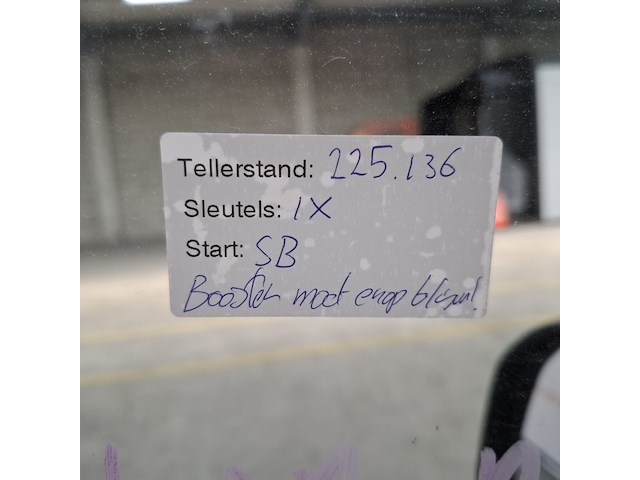 Tellerstand: 225.136
Sleutels: 1X
Start: SB
Booster moet erop blijven!